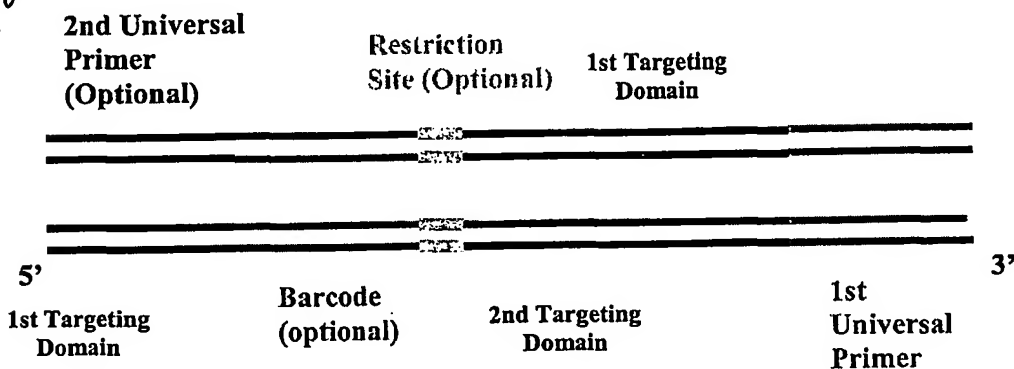 2nd Universal
Primer
(Optional)
Restriction
Site (Optional)
1st Targeting
Domain
5'
3'
1st Targeting
Domain
Barcode
(optional)
2nd Targeting
Domain
1st
Universal
Primer